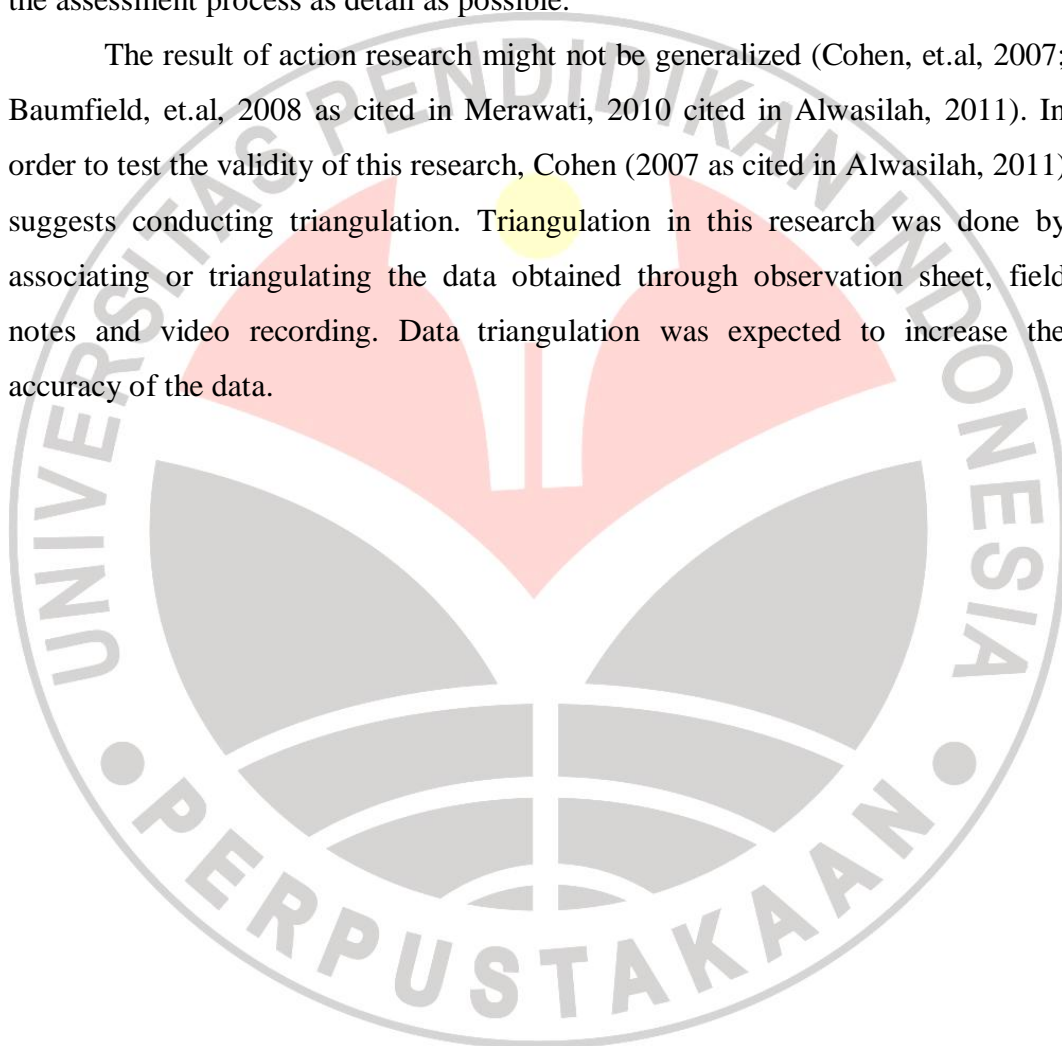 the assessment process as detail as possible.
The result of action research might not be generalized (Cohen, et.al, 2007;
Baumfield, et.al, 2008 as cited in Merawati, 2010 cited in Alwasilah, 2011). In
order to test the validity of this research, Cohen (2007 as cited in Alwasilah, 2011)
suggests conducting triangulation. Triangulation in this research was done by
associating or triangulating the data obtained through observation sheet, field
notes and video recording. Data triangulation was expected to increase the
accuracy of the data.
UNIVERSITAS PENDIDIKAN INDONESIA
PERPUSTAKAAN